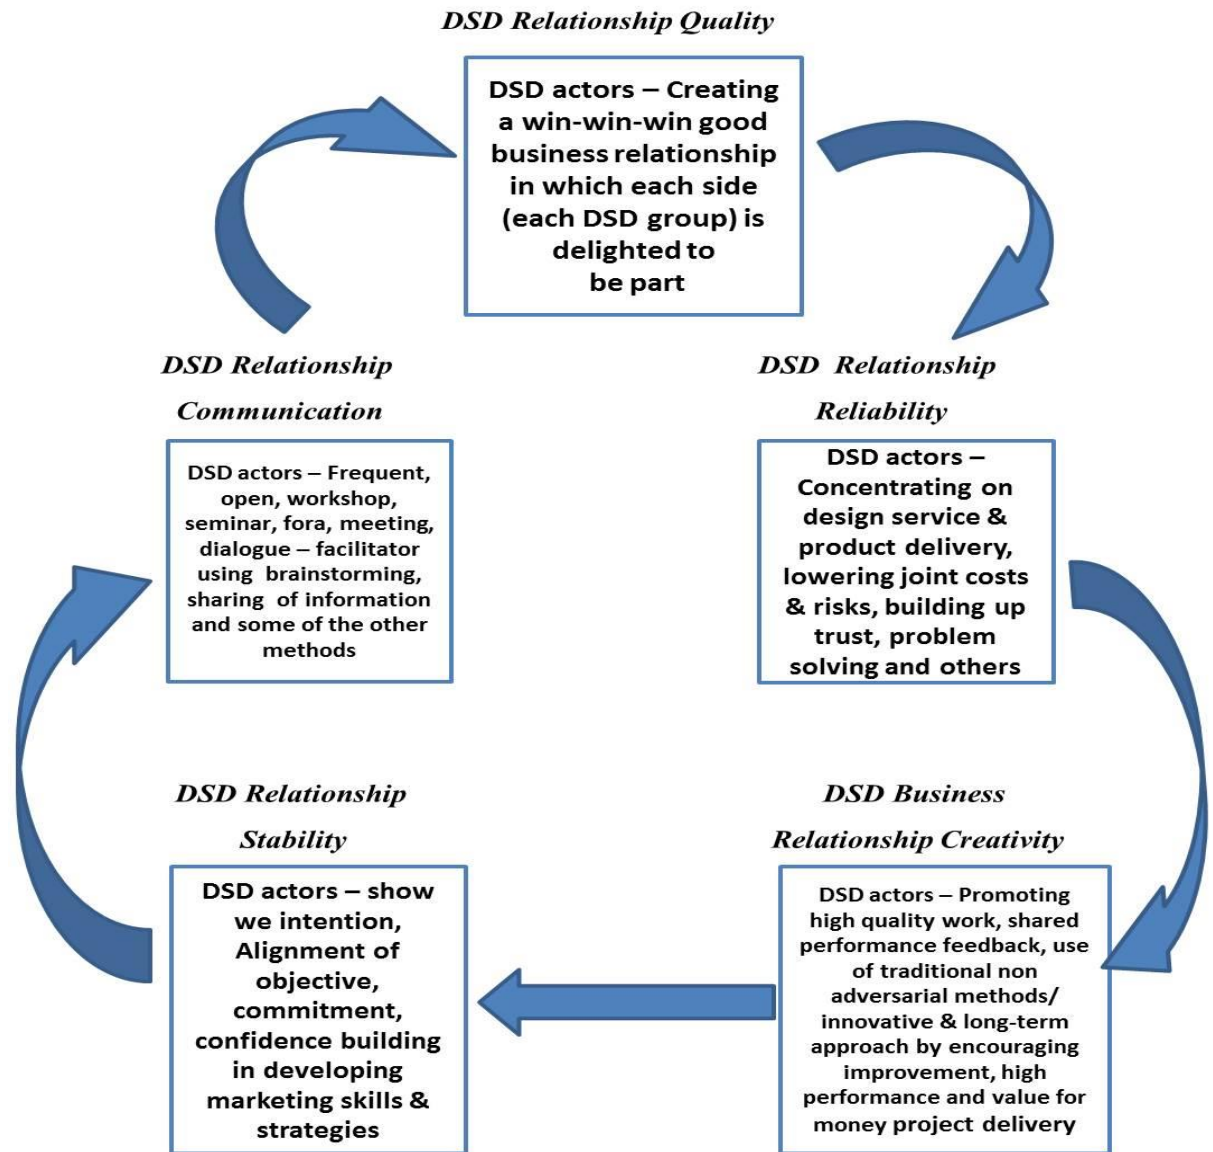 DSD Relationship Quality
DSD actors – Creating
a win-win-win good
business relationship
in which each side
(each DSD group) is
delighted to
be part
DSD Relationship
Reliability
DSD actors –
Concentrating on
design service &
product delivery,
lowering joint costs
& risks, building up
trust, problem
solving and others
DSD Business
Relationship Creativity
DSD actors – Promoting
high quality work, shared
performance feedback, use
of traditional non
adversarial methods/
innovative & long-term
approach by encouraging
improvement, high
performance and value for
money project delivery
DSD Relationship
Stability
DSD actors – show
we intention,
Alignment of
objective,
commitment,
confidence building
in developing
marketing skills &
strategies
DSD Relationship
Communication
DSD actors – Frequent,
open, workshop,
seminar, fora, meeting,
dialogue – facilitator
using brainstorming,
sharing of information
and some of the other
methods